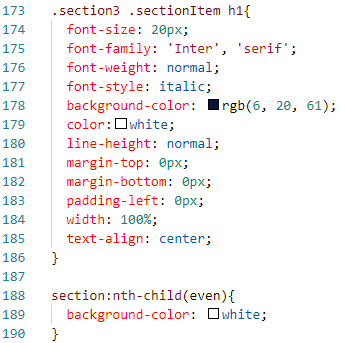 173 .section3 .sectionItem h1{
174 font-size: 20px;
175 font-family: 'Inter', 'serif';
176 font-weight: normal;
177 font-style: italic;
178 background-color: rgb(6, 20, 61);
179 color: white;
180 line-height: normal;
181 margin-top: 0px;
182 margin-bottom: 0px;
183 padding-left: 0px;
184 width: 100%;
185 text-align: center;
186 }
187
188 section:nth-child(even){
189 background-color: white;
190 }